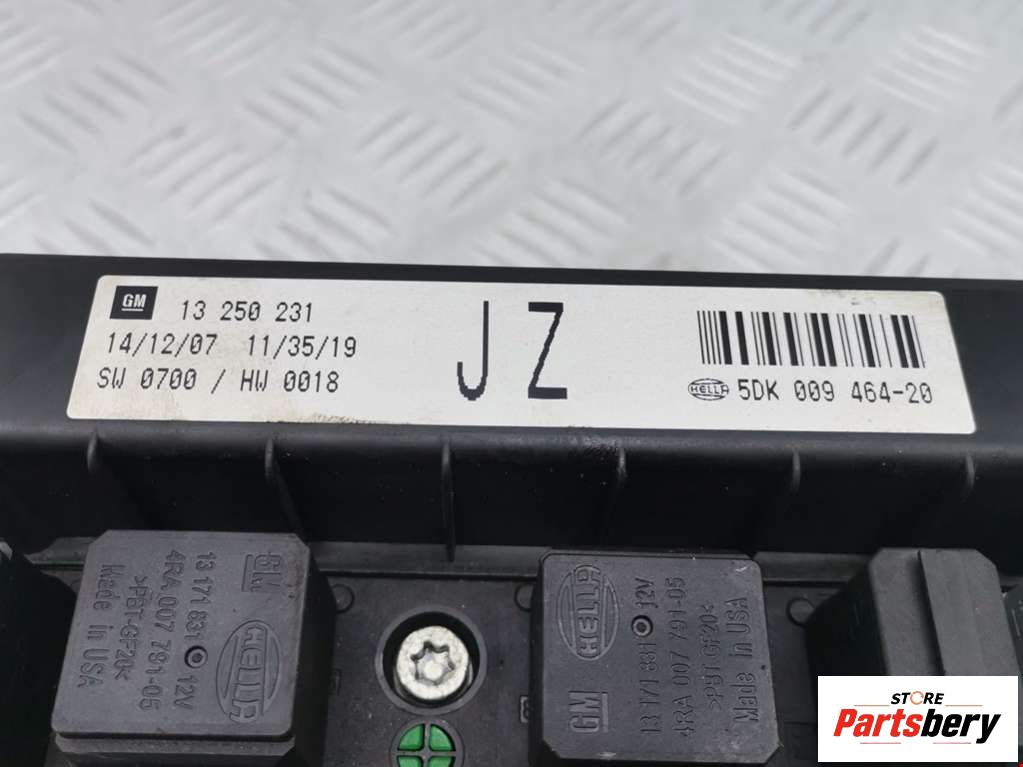 GM 13 250 231
14/12/07 11/35/19
SW 0700 / HW 0018
JZ
HELLA 5DK 009 464-20
GM
13 171 631 12V
4RA.007 791-05
>PBT-GF20<
Made in USA
HELLA
HELLA
GM
13 171 631 12V
4RA 007 791-05
>PBT GF20<
Made in USA
STORE
Partsbery